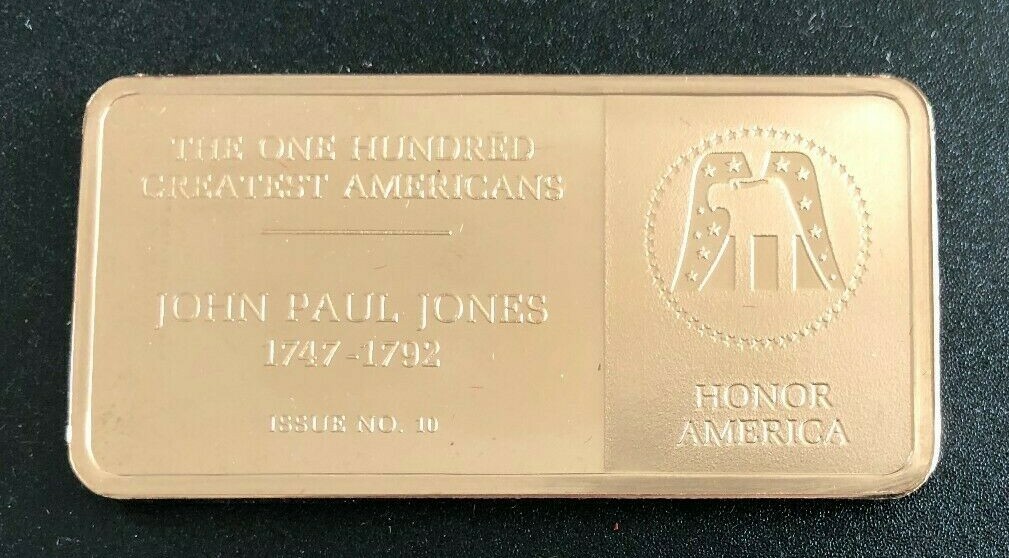 THE ONE HUNDRED
GREATEST AMERICANS
JOHN PAUL JONES
1747-1792
ISSUE NO. 10
HONOR
AMERICA